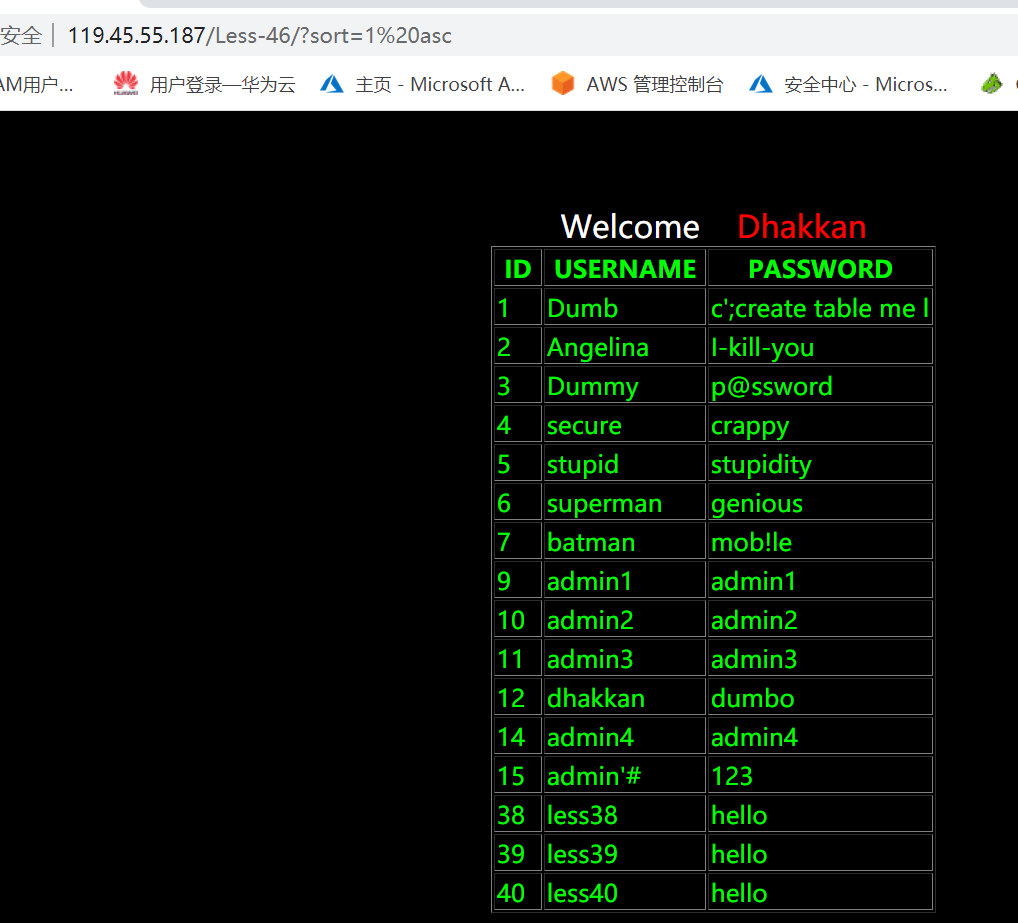 安全 119.45.55.187/Less-46/?sort=1%20asc
AM用户... 用户登录—华为云 主页 - Microsoft A... AWS 管理控制台 安全中心 - Micros...
HUAWEI
Welcome Dhakkan
ID USERNAME PASSWORD
1 Dumb c';create table me l
2 Angelina I-kill-you
3 Dummy p@ssword
4 secure crappy
5 stupid stupidity
6 superman genious
7 batman mob!le
9 admin1 admin1
10 admin2 admin2
11 admin3 admin3
12 dhakkan dumbo
14 admin4 admin4
15 admin'# 123
38 less38 hello
39 less39 hello
40 less40 hello